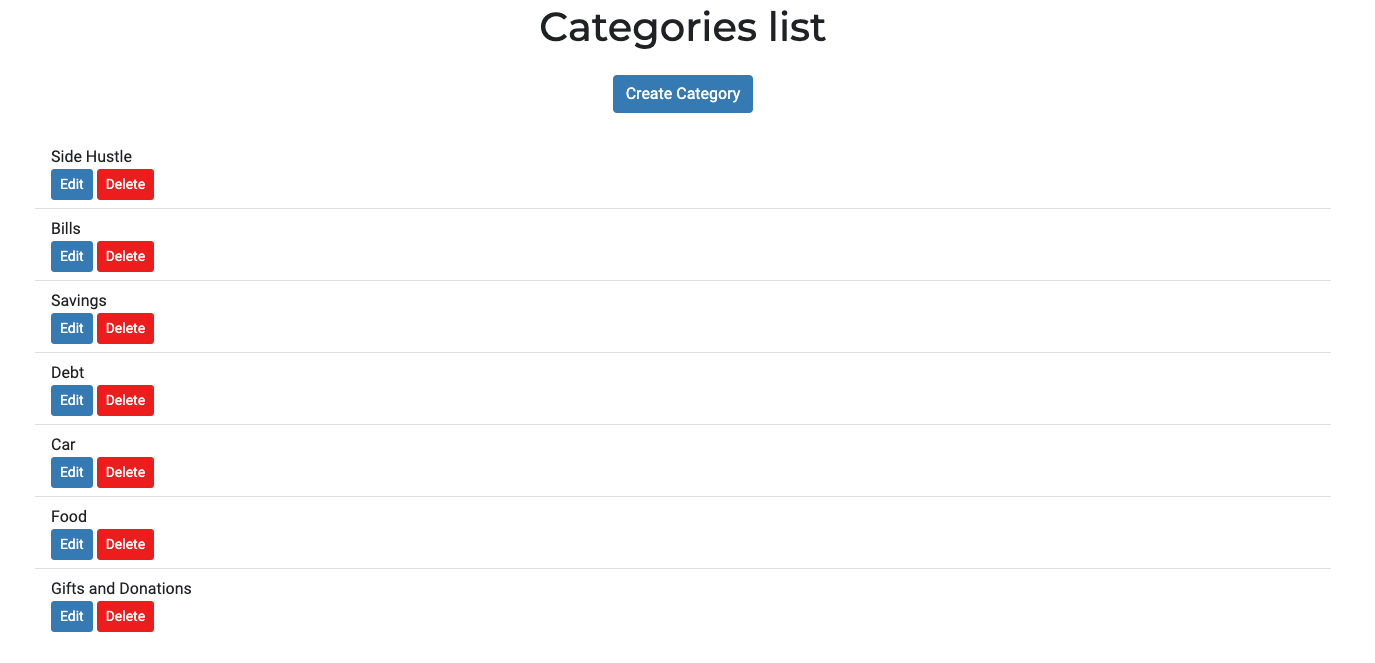 Categories list
Create Category
Side Hustle
Edit Delete
Bills
Edit Delete
Savings
Edit Delete
Debt
Edit Delete
Car
Edit Delete
Food
Edit Delete
Gifts and Donations
Edit Delete